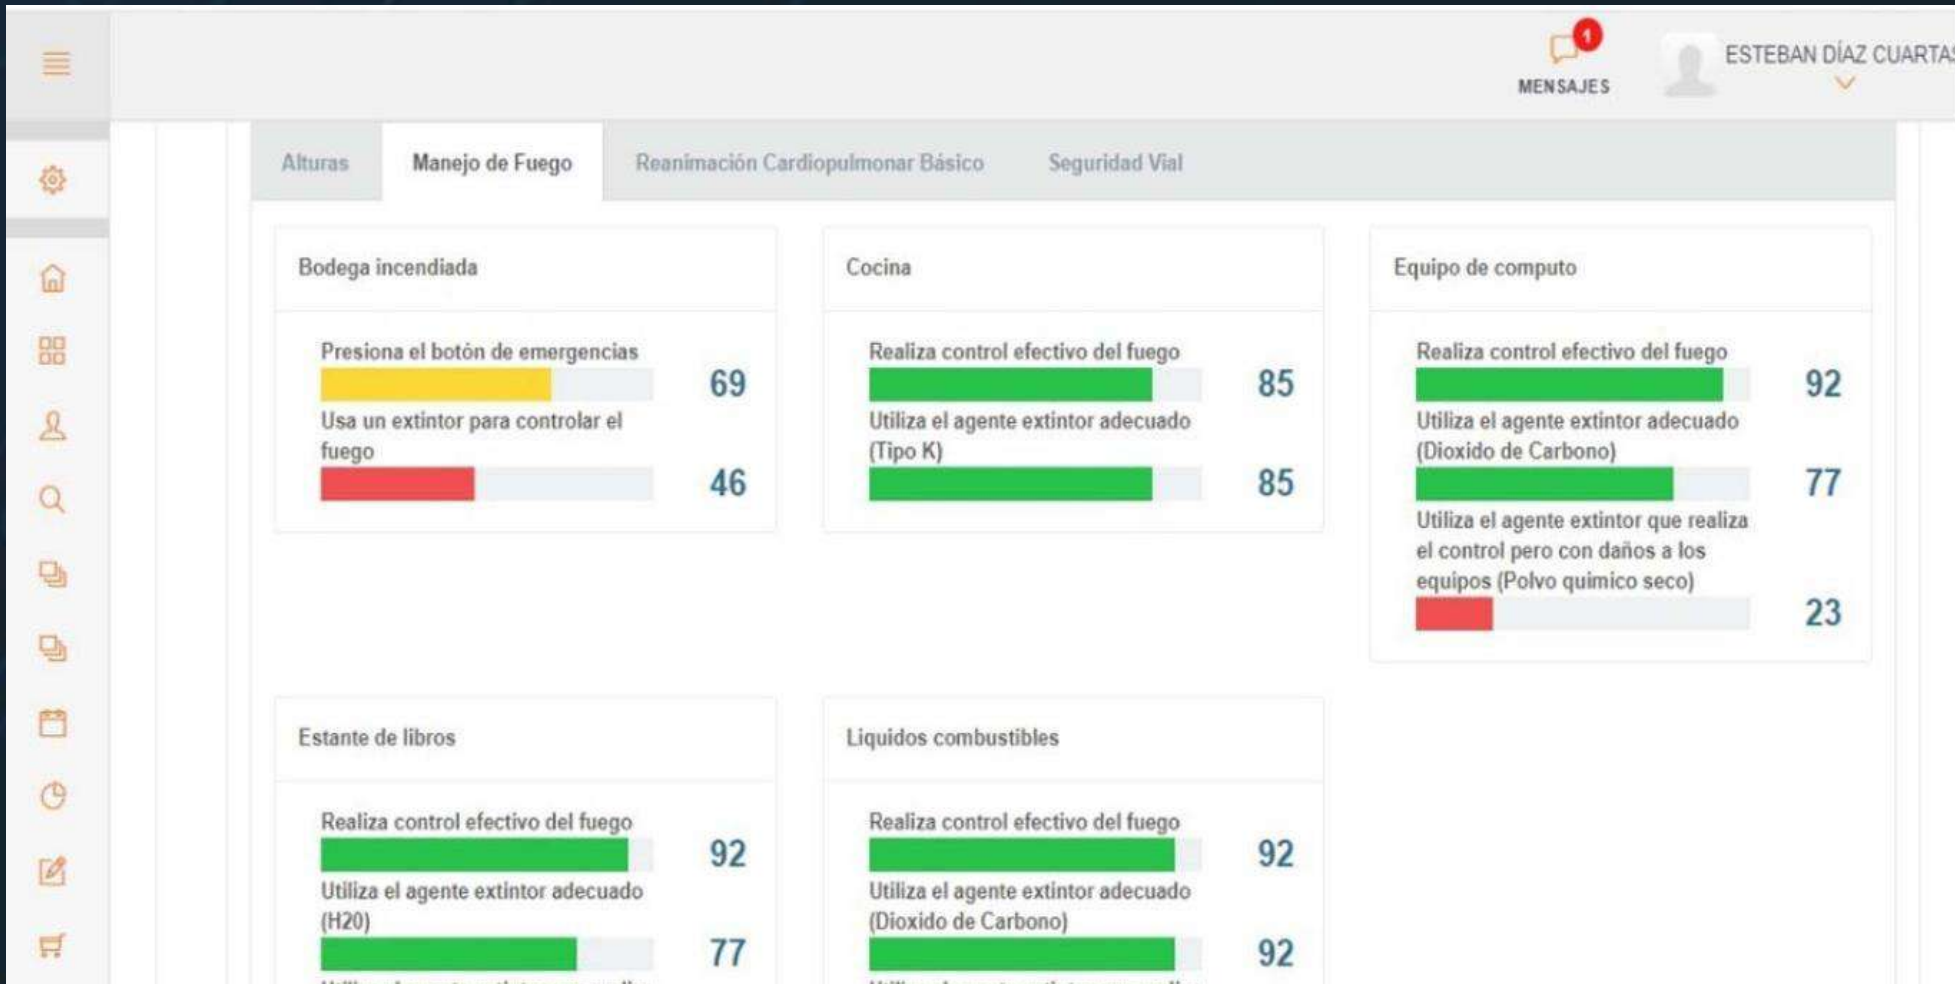 1
MENSAJES
ESTEBAN DÍAZ CUARTAS
Alturas
Manejo de Fuego
Reanimación Cardiopulmonar Básico
Seguridad Vial
Bodega incendiada
Presiona el botón de emergencias
69
Usa un extintor para controlar el
fuego
46
Cocina
Realiza control efectivo del fuego
85
Utiliza el agente extintor adecuado
(Tipo K)
85
Equipo de computo
Realiza control efectivo del fuego
92
Utiliza el agente extintor adecuado
(Dioxido de Carbono)
77
Utiliza el agente extintor que realiza
el control pero con daños a los
equipos (Polvo quimico seco)
23
Estante de libros
Realiza control efectivo del fuego
92
Utiliza el agente extintor adecuado
(H20)
77
Liquidos combustibles
Realiza control efectivo del fuego
92
Utiliza el agente extintor adecuado
(Dioxido de Carbono)
92